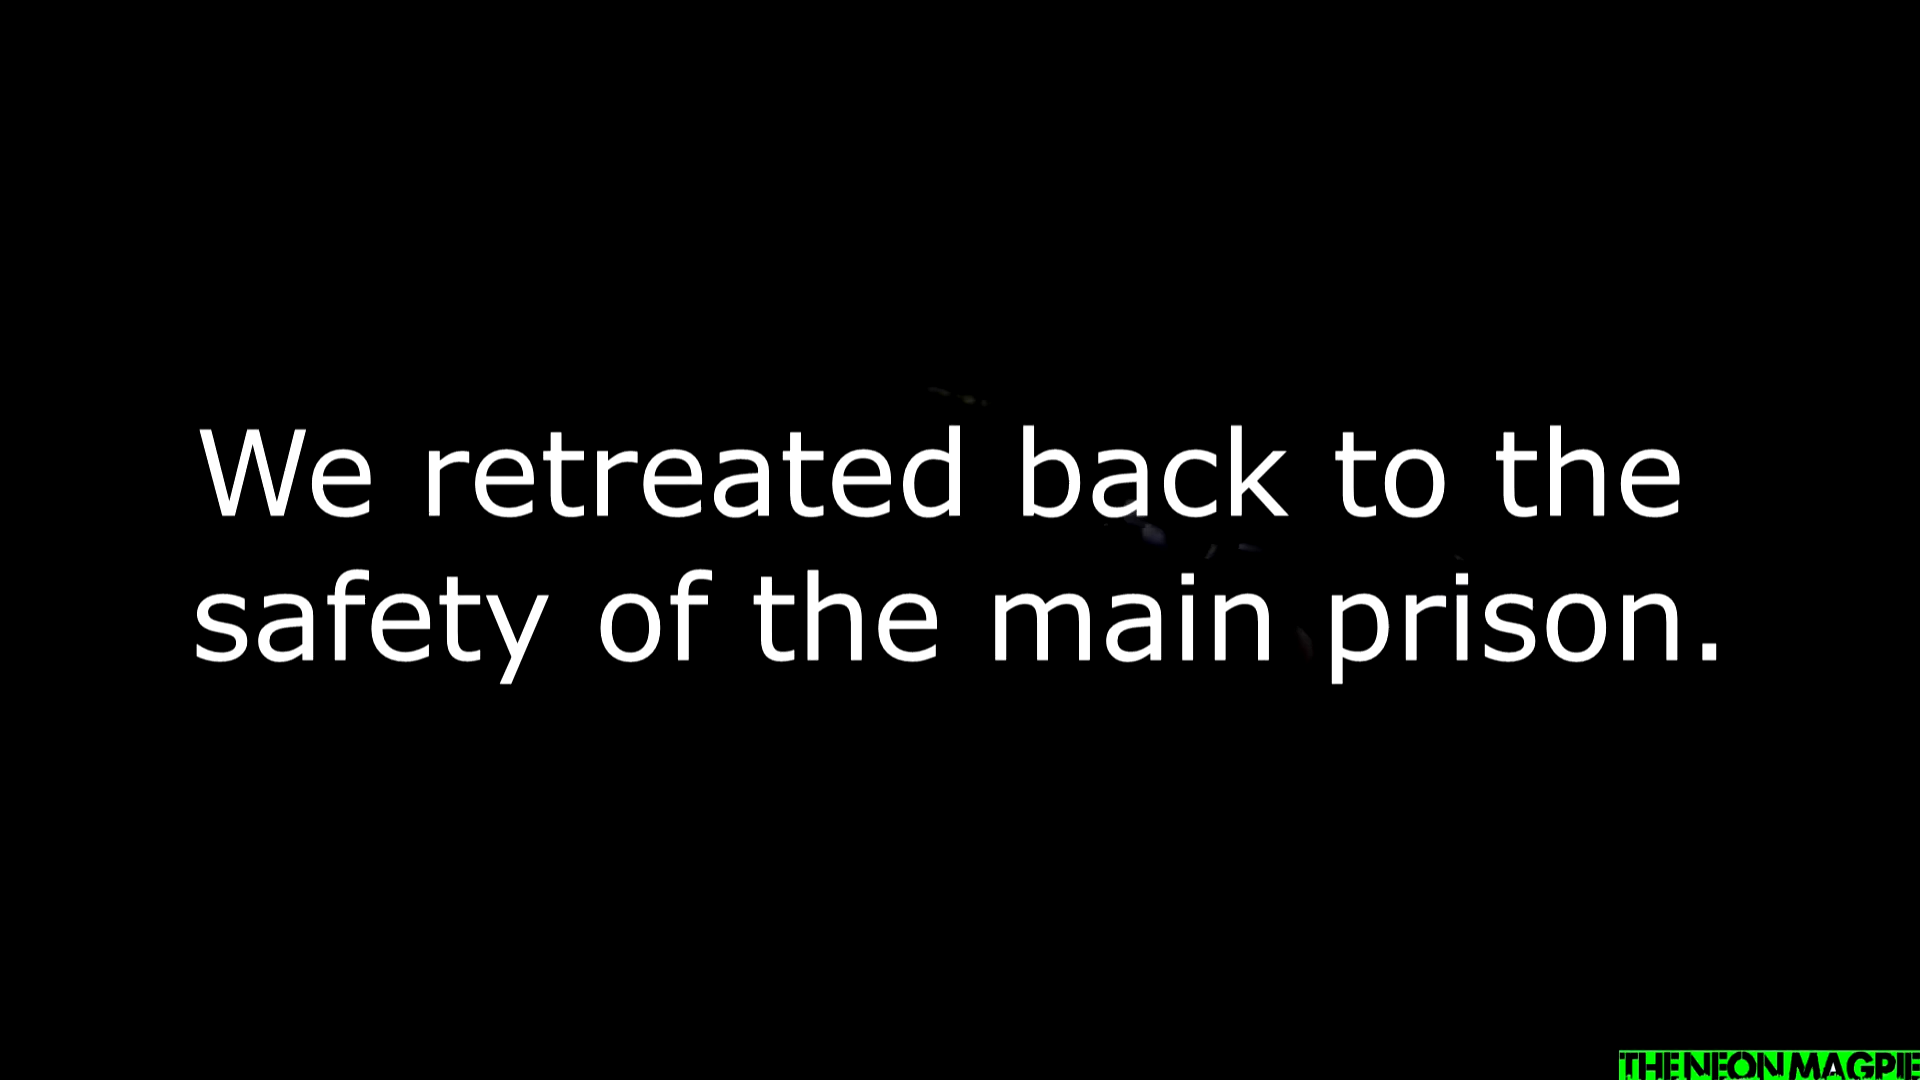 We retreated back to the
safety of the main prison.
THE NEON MAGPIE